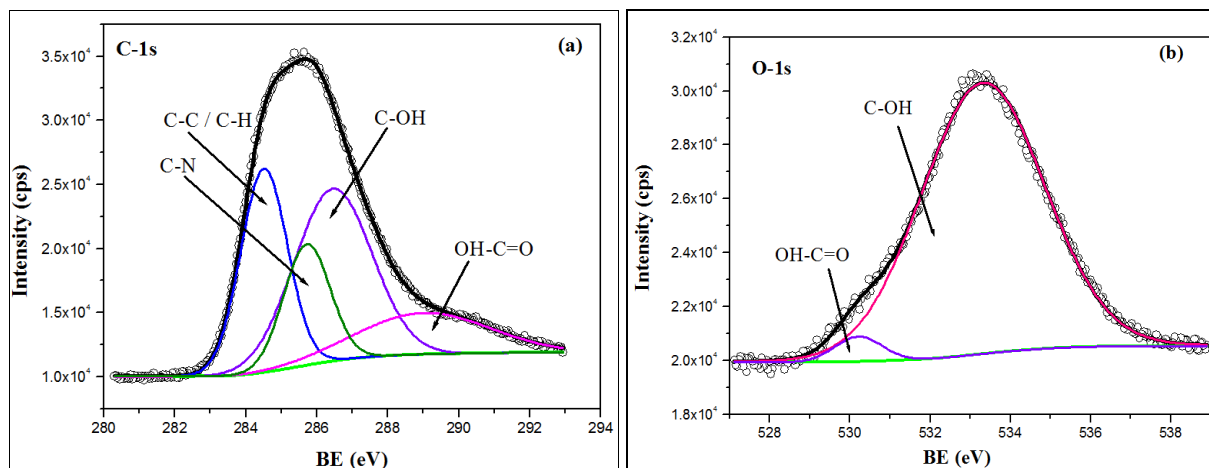 C-1s
(a)
C-C / C-H
C-OH
C-N
OH-C=O
Intensity (cps)
3.5x10⁴
3.0x10⁴
2.5x10⁴
2.0x10⁴
1.5x10⁴
1.0x10⁴
280 282 284 286 288 290 292 294
BE (eV)
(b)
O-1s
C-OH
OH-C=O
Intensity (cps)
3.2x10⁴
3.0x10⁴
2.8x10⁴
2.6x10⁴
2.4x10⁴
2.2x10⁴
2.0x10⁴
1.8x10⁴
528 530 532 534 536 538
BE (eV)